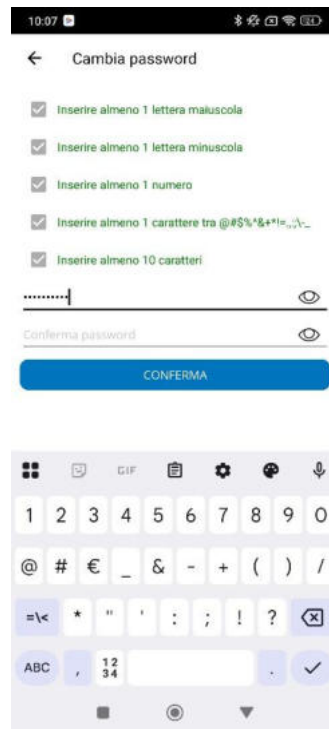 10:07
Cambia password
Inserire almeno 1 lettera maiuscola
Inserire almeno 1 lettera minuscola
Inserire almeno 1 numero
Inserire almeno 1 carattere tra
Inserire almeno 10 caratteri
••••••••••
Conferma password
CONFERMA
GIF
1 2 3 4 5 6 7 8 9 0
@ # € _ & - + ( ) /
=\< * " ' : ; ! ?
ABC , 12 .
34